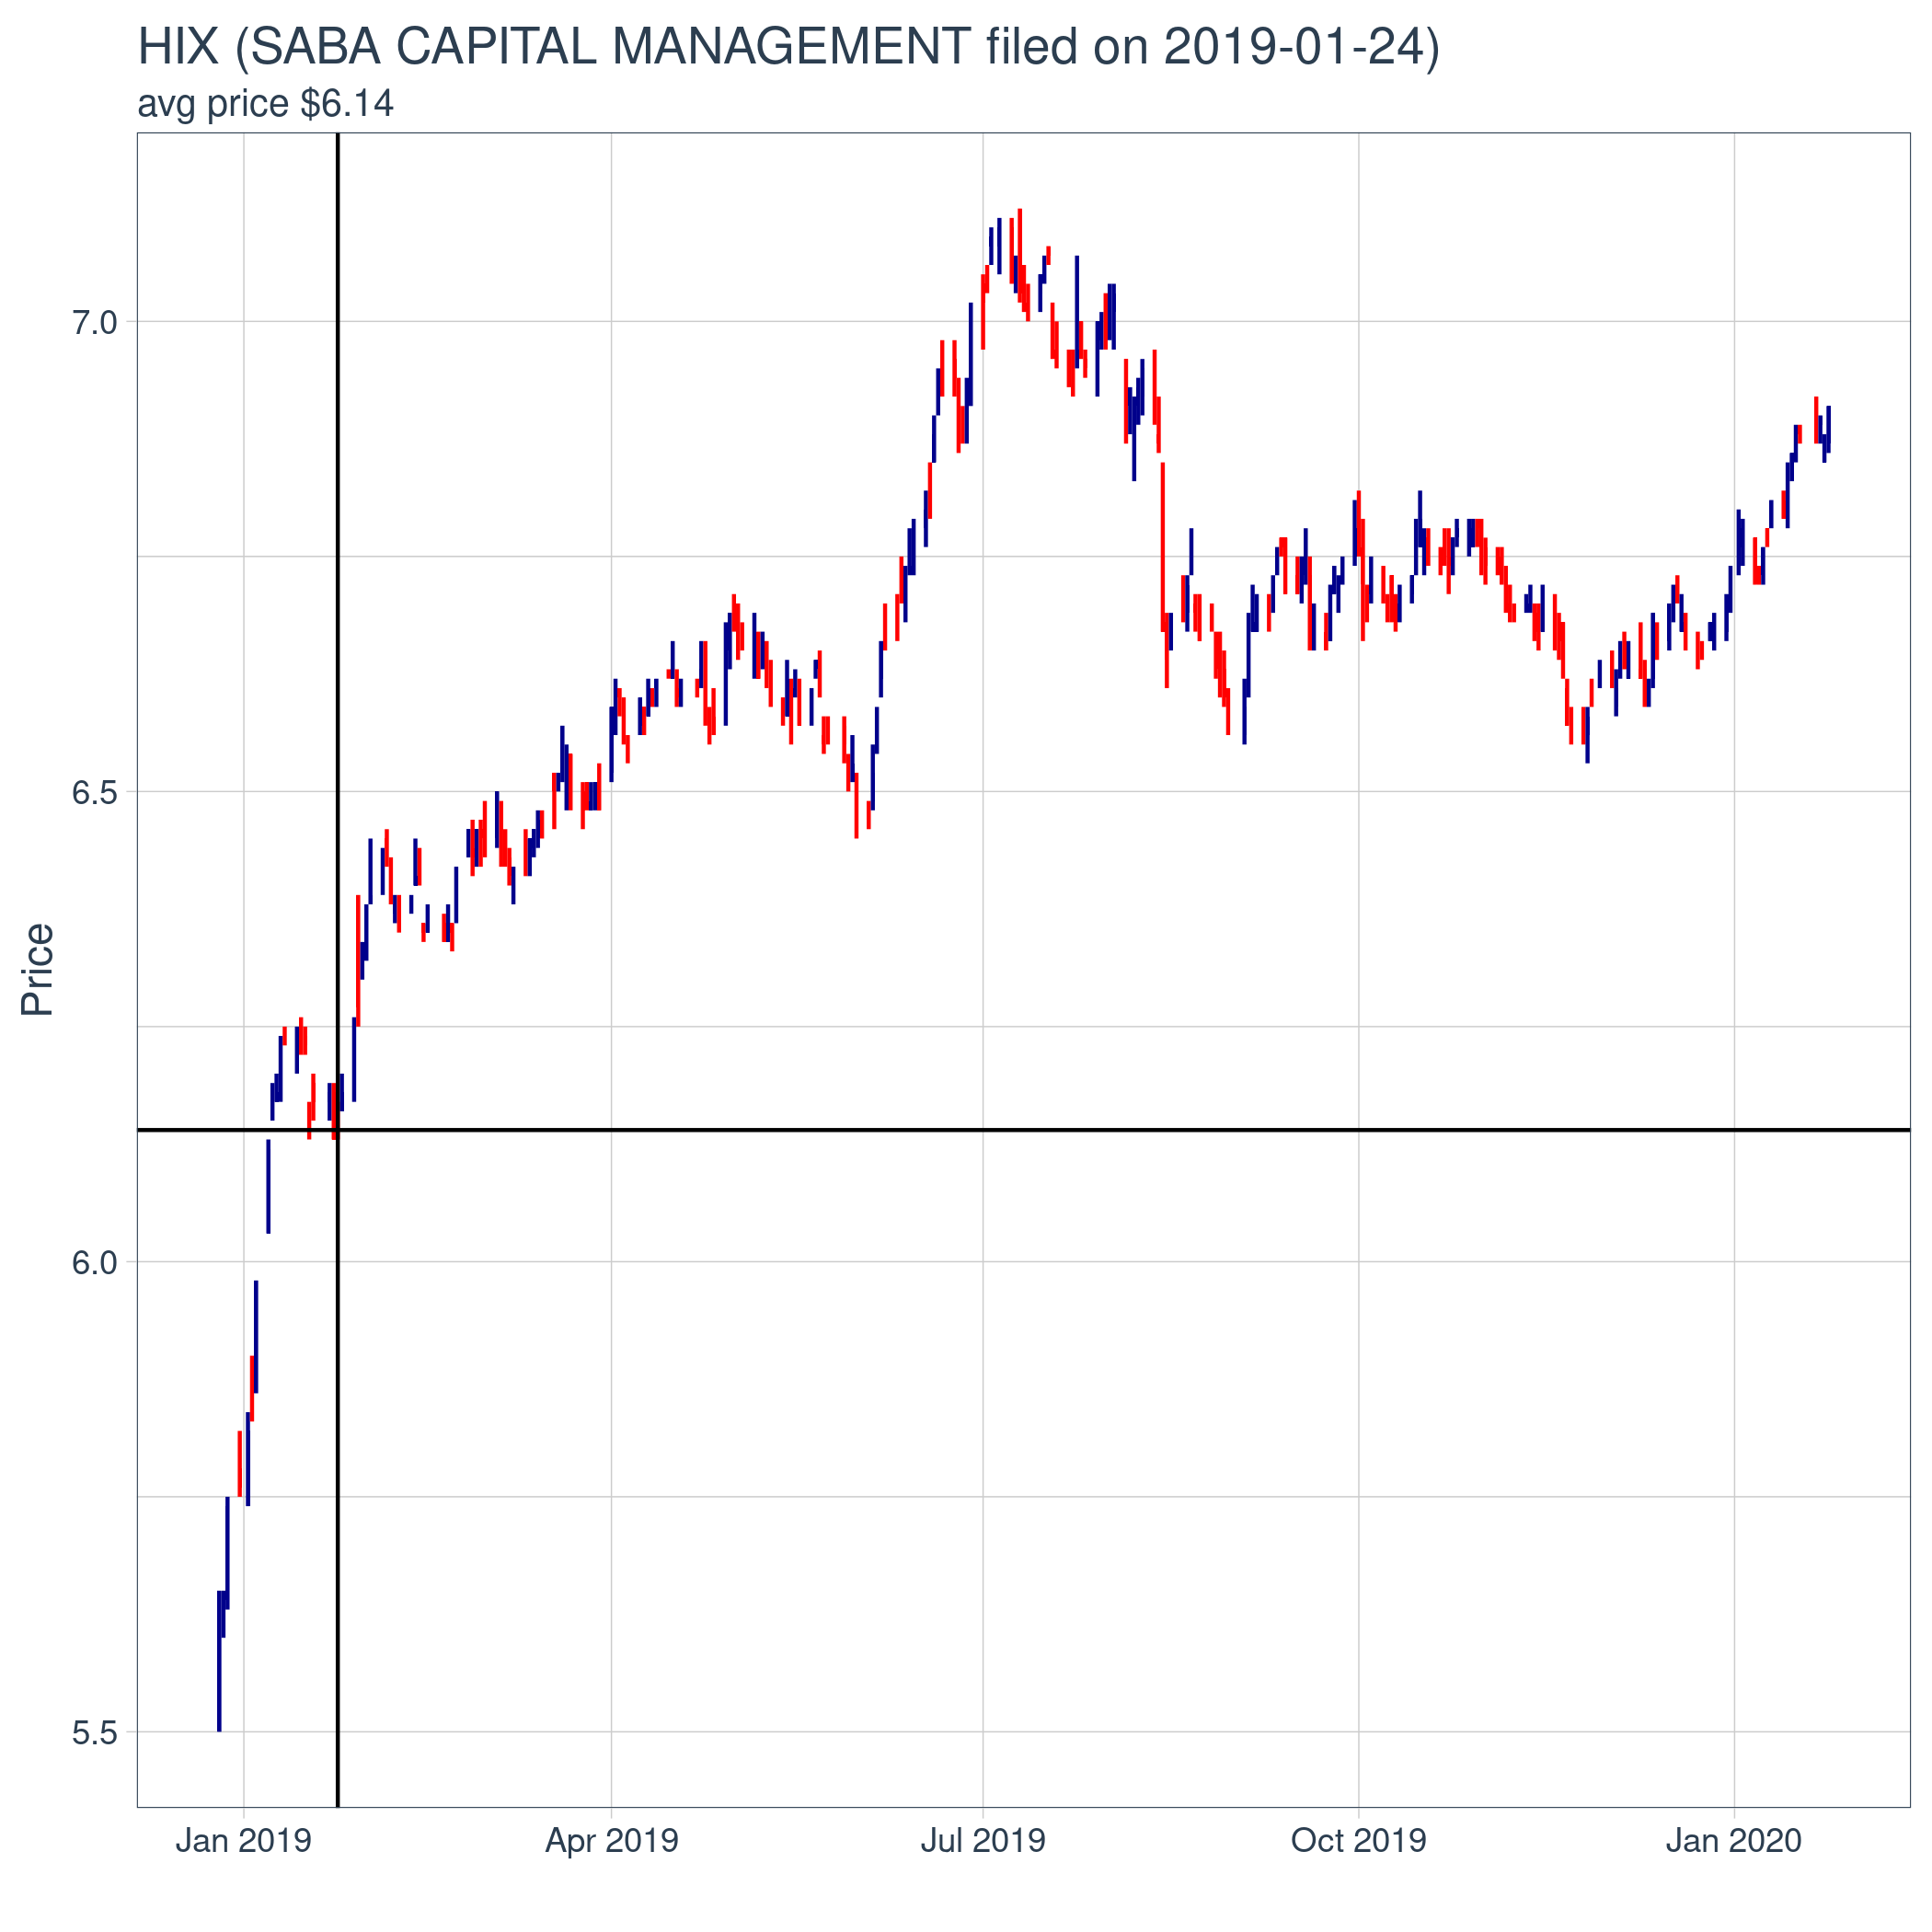 HIX (SABA CAPITAL MANAGEMENT filed on 2019-01-24)
avg price $6.14
Price
7.0
6.5
6.0
5.5
Jan 2019 Apr 2019 Jul 2019 Oct 2019 Jan 2020